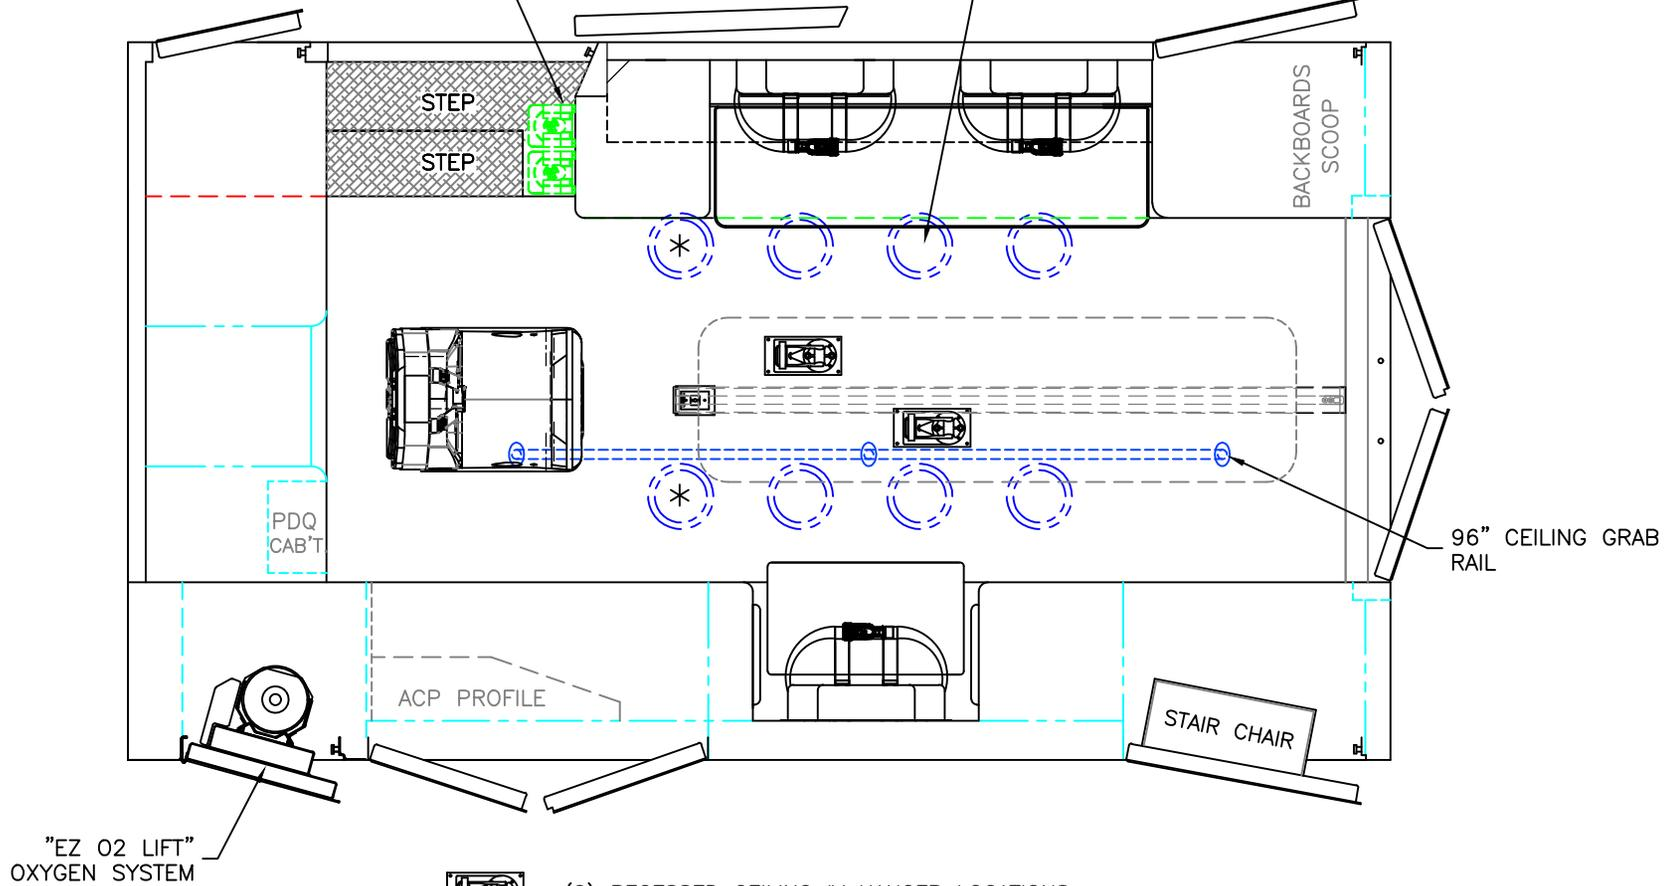 STEP
STEP
BACKBOARDS
SCOOP
*
*
PDQ
CAB'T
96" CEILING GRAB
RAIL
ACP PROFILE
STAIR CHAIR
"EZ O2 LIFT"
OXYGEN SYSTEM